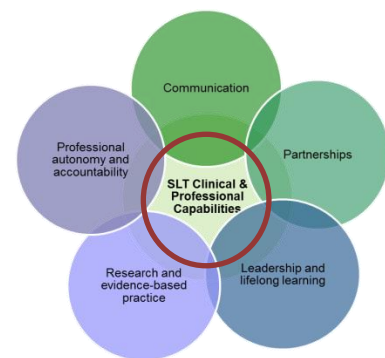 Communication
Professional
autonomy and
accountability
Partnerships
SLT Clinical &
Professional
Capabilities
Research and
evidence-based
practice
Leadership and
lifelong learning